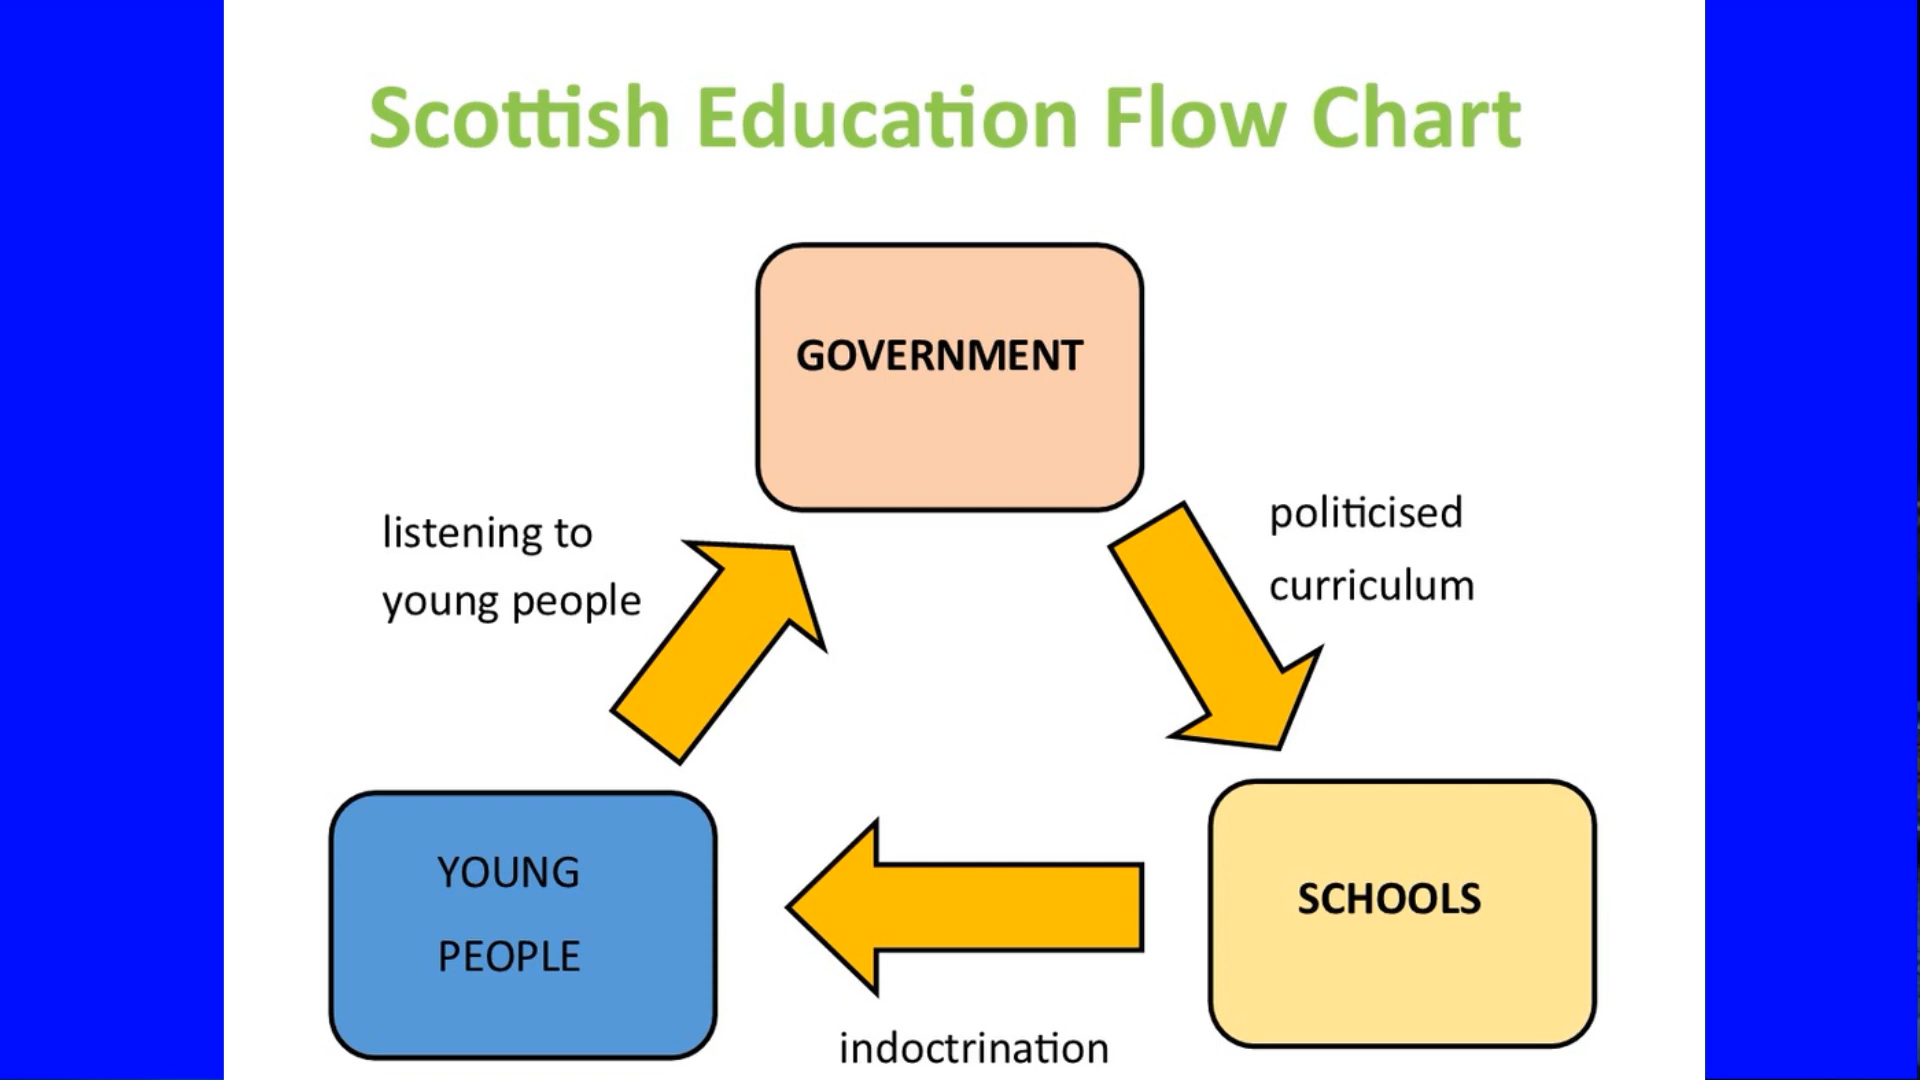 Scottish Education Flow Chart
GOVERNMENT
listening to
young people
politicised
curriculum
YOUNG
PEOPLE
SCHOOLS
indoctrination